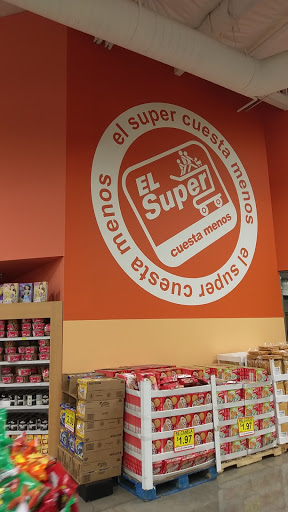 el super cuesta menos
el super cuesta menos
EL
Super
cuesta menos
1.97
1.97